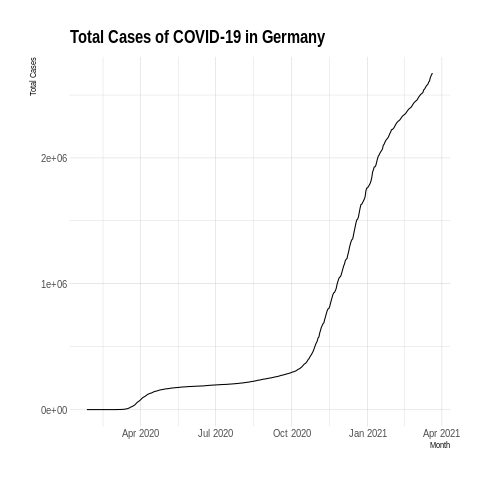 Total Cases of COVID-19 in Germany
Total Cases
2e+06
1e+06
0e+00
Apr 2020 Jul 2020 Oct 2020 Jan 2021 Apr 2021
Month